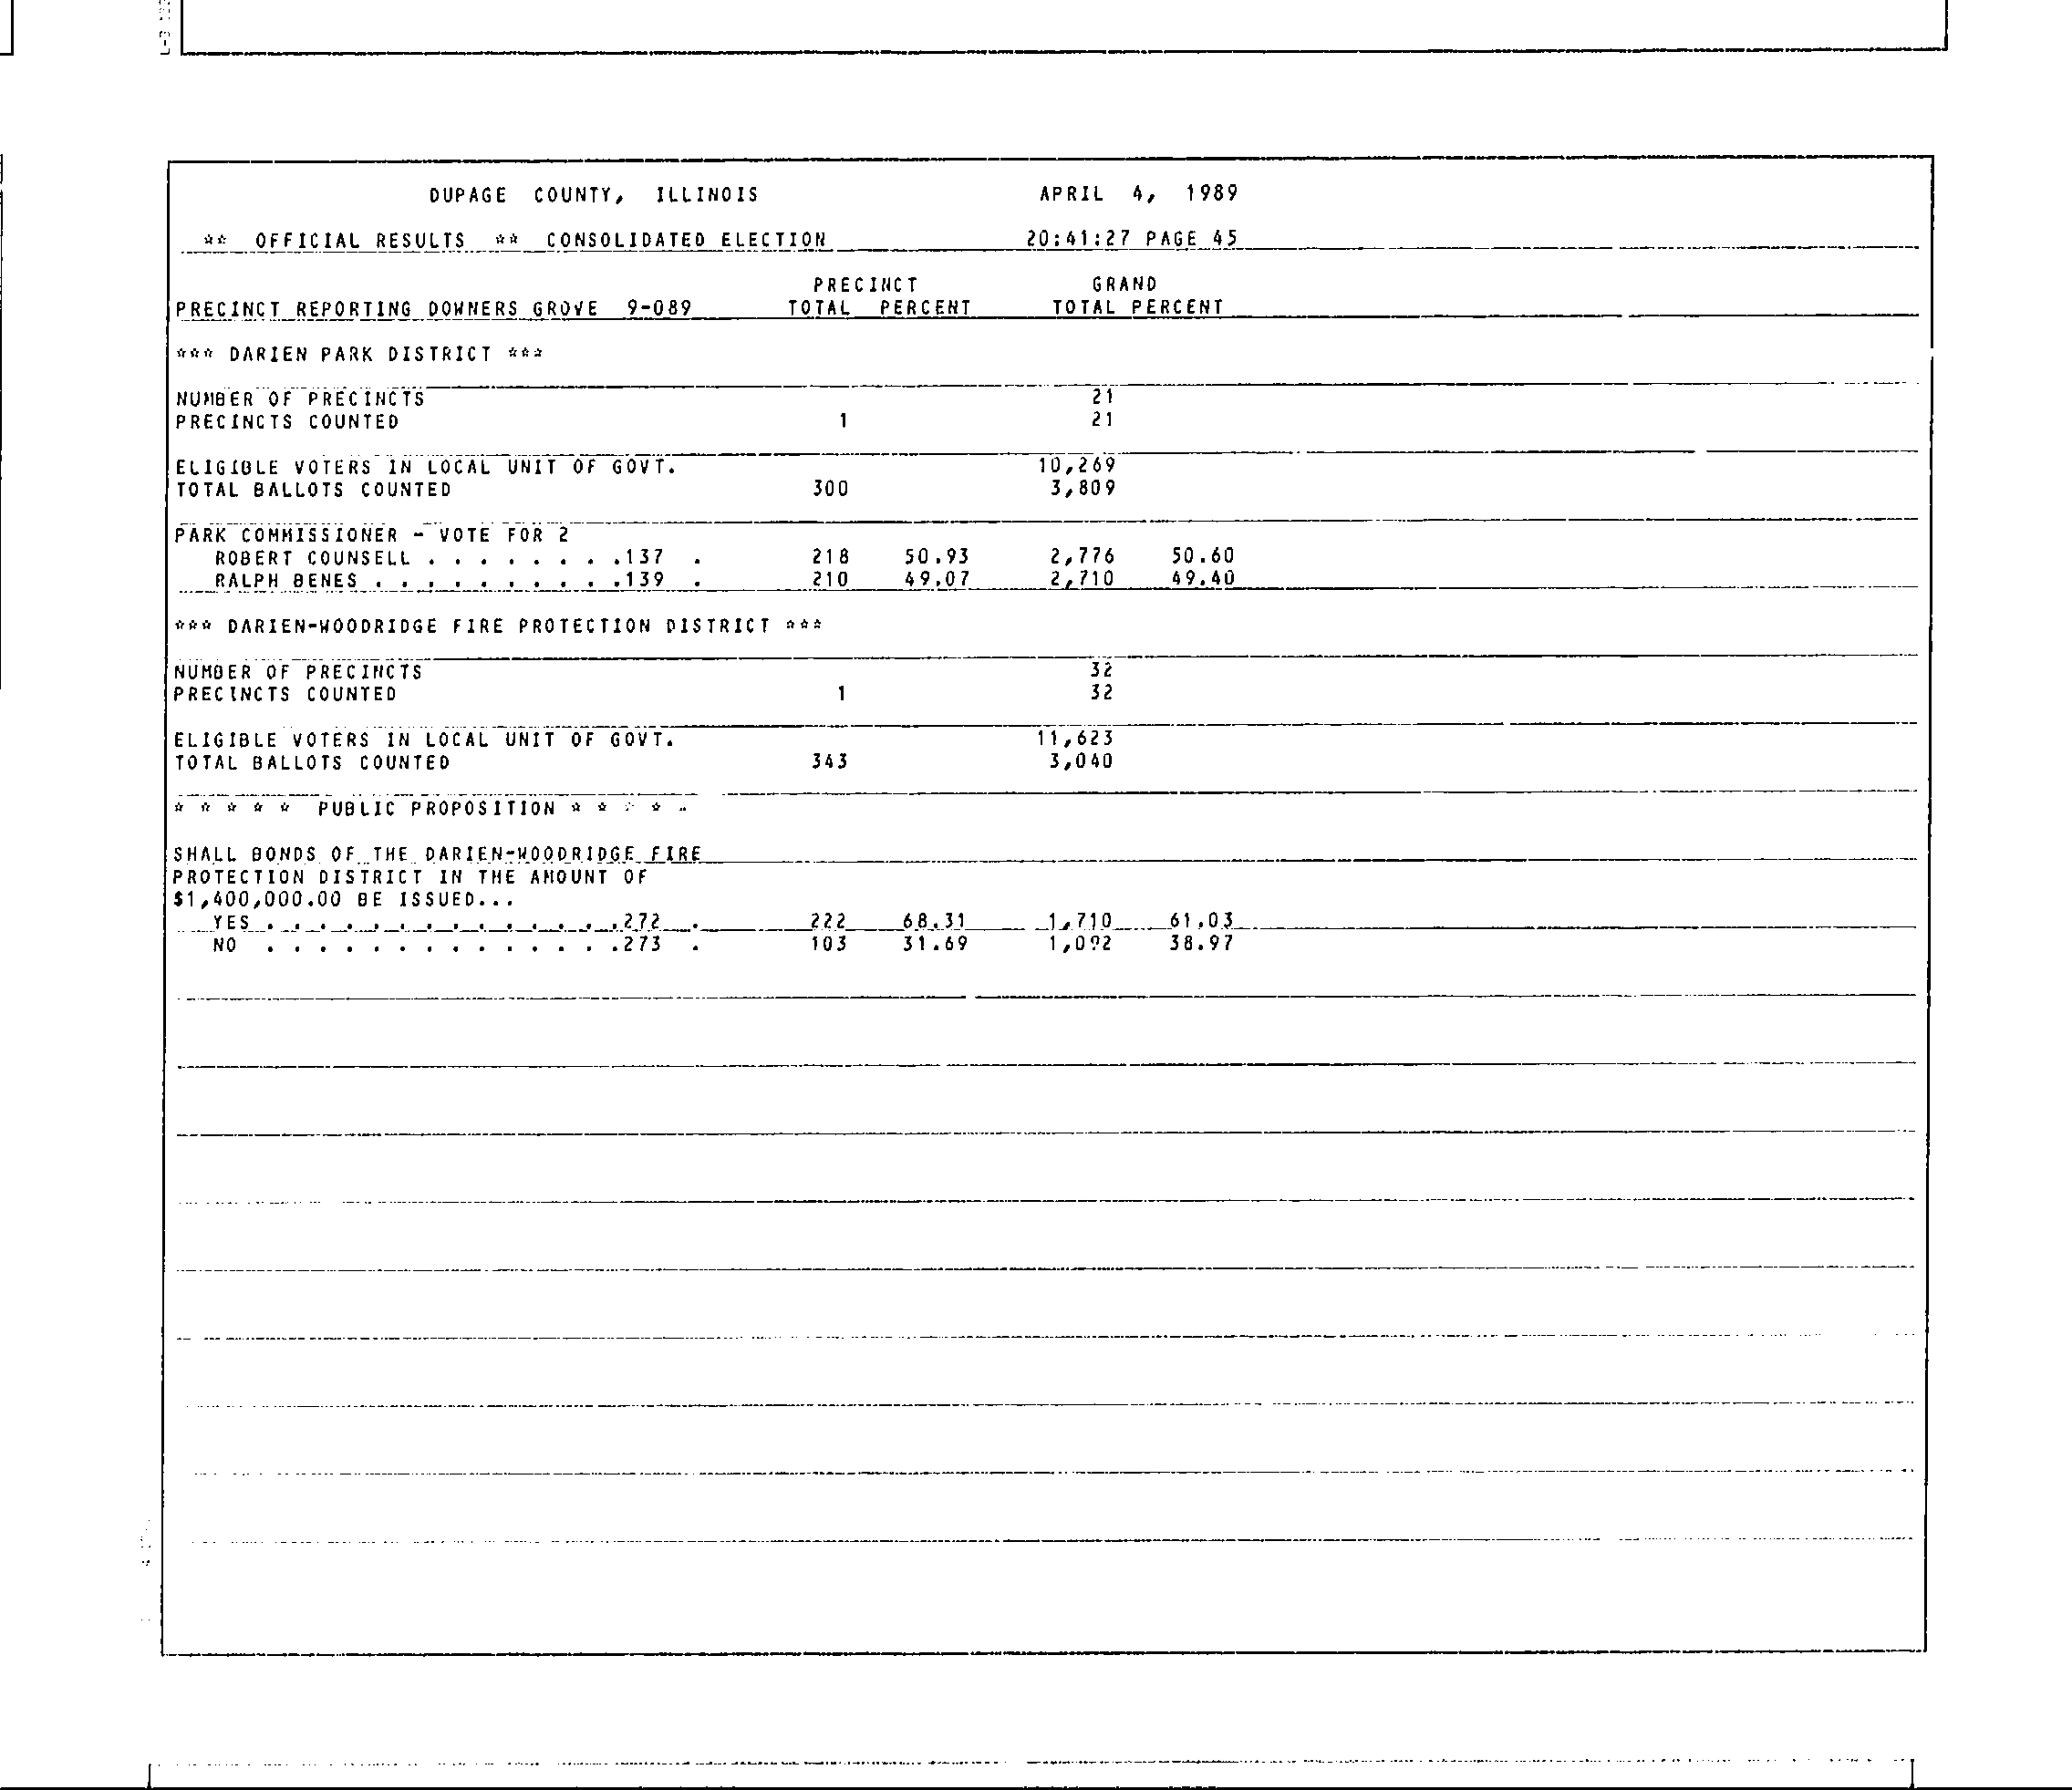 DUPAGE COUNTY, ILLINOIS APRIL 4, 1989
** OFFICIAL RESULTS ** CONSOLIDATED ELECTION 20:41:27 PAGE 45
PRECINCT GRAND
PRECINCT REPORTING DOWNERS GROVE 9-089 TOTAL PERCENT TOTAL PERCENT
*** DARIEN PARK DISTRICT ***
NUMBER OF PRECINCTS 21
PRECINCTS COUNTED 1 21
ELIGIBLE VOTERS IN LOCAL UNIT OF GOVT. 10,269
TOTAL BALLOTS COUNTED 300 3,809
PARK COMMISSIONER - VOTE FOR 2
ROBERT COUNSELL . . . . . . . .137 . 218 50.93 2,776 50.60
RALPH BENES . . . . . . . . . .139 . 210 49.07 2,710 49.40
*** DARIEN-WOODRIDGE FIRE PROTECTION DISTRICT ***
NUMBER OF PRECINCTS 32
PRECINCTS COUNTED 1 32
ELIGIBLE VOTERS IN LOCAL UNIT OF GOVT. 11,623
TOTAL BALLOTS COUNTED 343 3,040
* * * * * PUBLIC PROPOSITION * * * * *
SHALL BONDS OF THE DARIEN-WOODRIDGE FIRE
PROTECTION DISTRICT IN THE AMOUNT OF
$1,400,000.00 BE ISSUED...
YES . . . . . . . . . . . . . .272 . 222 68.31 1,710 61.03
NO . . . . . . . . . . . . . .273 . 103 31.69 1,092 38.97